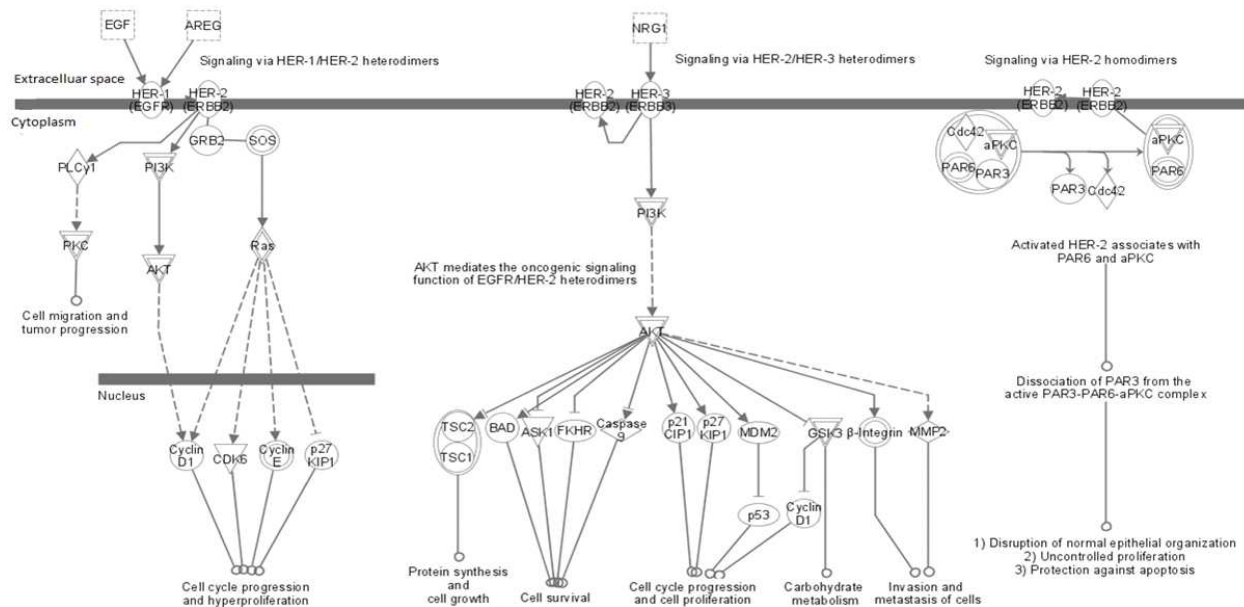 EGF
AREG
NRG1
Signaling via HER-1/HER-2 heterodimers
Signaling via HER-2/HER-3 heterodimers
Signaling via HER-2 homodimers
Extracelluar space
HER-1
(EGFR)
HER-2
(ERBB2)
HER-2
(ERBB2)
HER-3
(ERBB3)
HER-2
(ERBB2)
HER-2
(ERBB2)
Cytoplasm
PLCγ1
PI3K
GRB2
SOS
PKC
AKT
Ras
Cell migration and
tumor progression
Nucleus
Cyclin
D1
CDK6
Cyclin
E
p27
KIP1
Cell cycle progression
and hyperproliferation
PI3K
AKT mediates the oncogenic signaling
function of EGFR/HER-2 heterodimers
AKT
TSC2
TSC1
BAD
ASK1
FKHR
Caspase
9
p21
CIP1
p27
KIP1
MDM2
GSK3
β-Integrin
MMP2
p53
Cyclin
D1
Protein synthesis
and
cell growth
Cell survival
Cell cycle progression
and cell proliferation
Carbohydrate
metabolism
Invasion and
metastasis of cells
Cdc42
aPKC
PAR6
PAR3
PAR3
Cdc42
aPKC
PAR6
Activated HER-2 associates with
PAR6 and aPKC
Dissociation of PAR3 from the
active PAR3-PAR6-aPKC complex
1) Disruption of normal epithelial organization
2) Uncontrolled proliferation
3) Protection against apoptosis